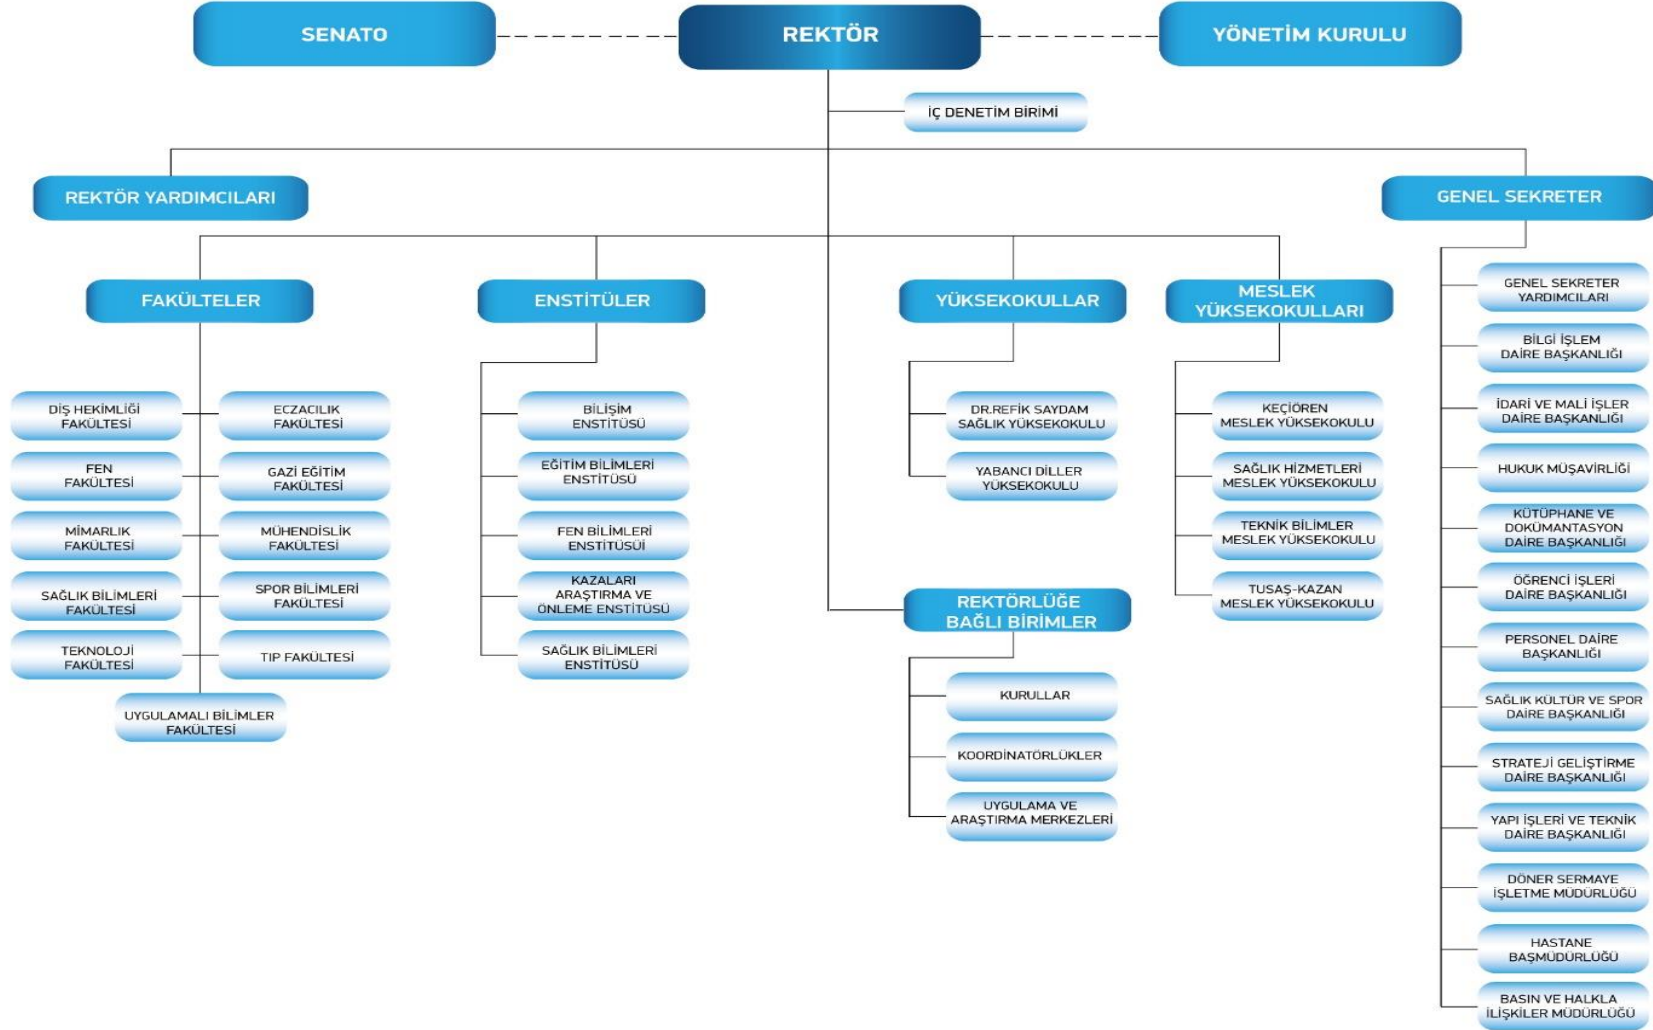 SENATO
REKTÖR
YÖNETİM KURULU
İÇ DENETİM BİRİMİ
REKTÖR YARDIMCILARI
GENEL SEKRETER
FAKÜLTELER
ENSTİTÜLER
YÜKSEKOKULLAR
MESLEK
YÜKSEKOKULLARI
DİŞ HEKİMLİĞİ
FAKÜLTESİ
ECZACILIK
FAKÜLTESİ
FEN
FAKÜLTESİ
GAZİ EĞİTİM
FAKÜLTESİ
MİMARLIK
FAKÜLTESİ
MÜHENDİSLİK
FAKÜLTESİ
SAĞLIK BİLİMLERİ
FAKÜLTESİ
SPOR BİLİMLERİ
FAKÜLTESİ
TEKNOLOJİ
FAKÜLTESİ
TIP FAKÜLTESİ
UYGULAMALI BİLİMLER
FAKÜLTESİ
BİLİŞİM
ENSTİTÜSÜ
EĞİTİM BİLİMLERİ
ENSTİTÜSÜ
FEN BİLİMLERİ
ENSTİTÜSÜİ
KAZALARI
ARAŞTIRMA VE
ÖNLEME ENSTİTÜSÜ
SAĞLIK BİLİMLERİ
ENSTİTÜSÜ
DR.REFİK SAYDAM
SAĞLIK YÜKSEKOKULU
YABANCI DİLLER
YÜKSEKOKULU
KEÇİÖREN
MESLEK YÜKSEKOKULU
SAĞLIK HİZMETLERİ
MESLEK YÜKSEKOKULU
TEKNİK BİLİMLER
MESLEK YÜKSEKOKULU
TUSAŞ-KAZAN
MESLEK YÜKSEKOKULU
REKTÖRLÜĞE
BAĞLI BİRİMLER
KURULLAR
KOORDİNATÖRLÜKLER
UYGULAMA VE
ARAŞTIRMA MERKEZLERİ
GENEL SEKRETER
YARDIMCILARI
BİLGİ İŞLEM
DAİRE BAŞKANLIĞI
İDARİ VE MALİ İŞLER
DAİRE BAŞKANLIĞI
HUKUK MÜŞAVİRLİĞİ
KÜTÜPHANE VE
DOKÜMANTASYON
DAİRE BAŞKANLIĞI
ÖĞRENCİ İŞLERİ
DAİRE BAŞKANLIĞI
PERSONEL DAİRE
BAŞKANLIĞI
SAĞLIK KÜLTÜR VE SPOR
DAİRE BAŞKANLIĞI
STRATEJİ GELİŞTİRME
DAİRE BAŞKANLIĞI
YAPI İŞLERİ VE TEKNİK
DAİRE BAŞKANLIĞI
DÖNER SERMAYE
İŞLETME MÜDÜRLÜĞÜ
HASTANE
BAŞMÜDÜRLÜĞÜ
BASIN VE HALKLA
İLİŞKİLER MÜDÜRLÜĞÜ